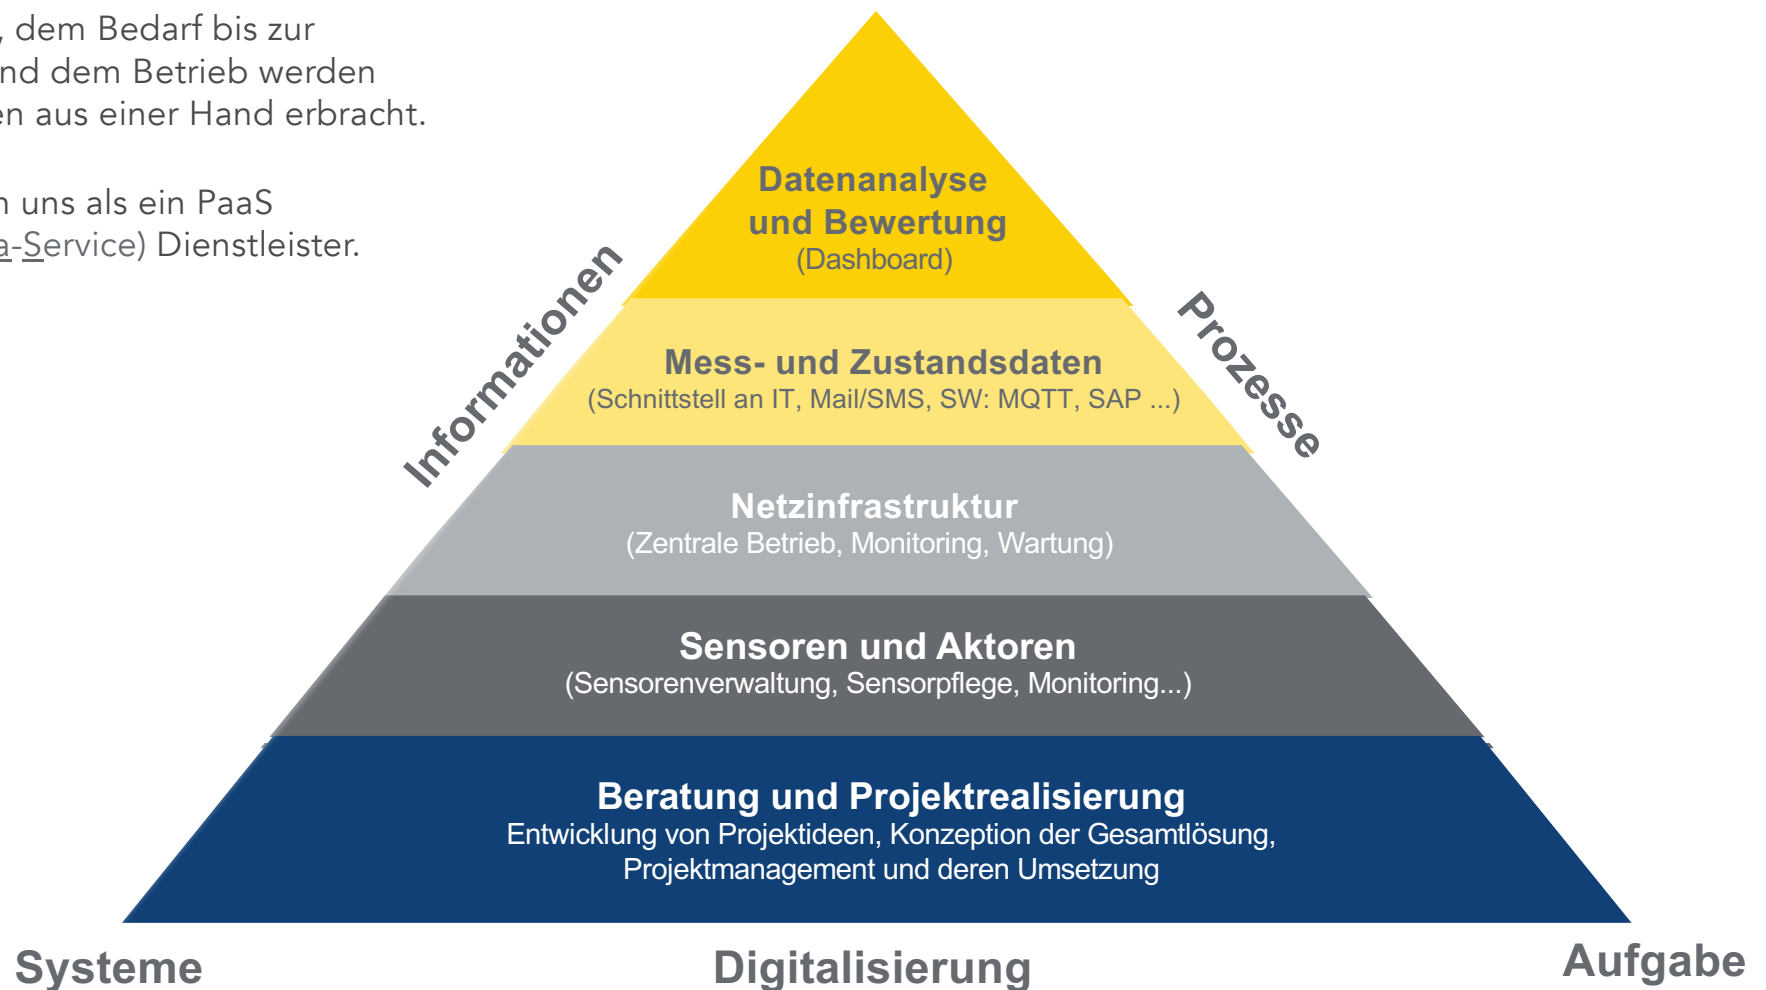 , dem Bedarf bis zur
nd dem Betrieb werden
en aus einer Hand erbracht.
n uns als ein PaaS
a-Service) Dienstleister.
Datenanalyse
und Bewertung
(Dashboard)
Informationen
Prozesse
Mess- und Zustandsdaten
(Schnittstell an IT, Mail/SMS, SW: MQTT, SAP ...)
Netzinfrastruktur
(Zentrale Betrieb, Monitoring, Wartung)
Sensoren und Aktoren
(Sensorenverwaltung, Sensorpflege, Monitoring...)
Beratung und Projektrealisierung
Entwicklung von Projektideen, Konzeption der Gesamtlösung,
Projektmanagement und deren Umsetzung
Systeme
Digitalisierung
Aufgabe